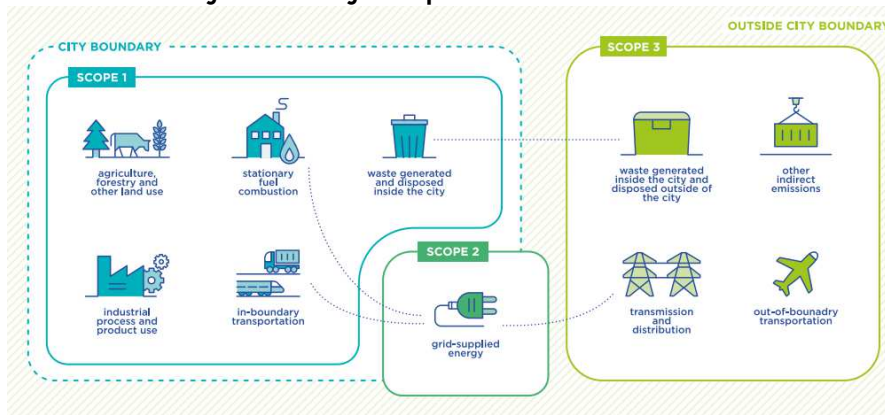 OUTSIDE CITY BOUNDARY
CITY BOUNDARY
SCOPE 1
SCOPE 3
agriculture,
forestry and
other land use
stationary
fuel
combustion
waste generated
and disposed
inside the city
waste generated
inside the city and
disposed outside of
the city
other
indirect
emissions
SCOPE 2
industrial
process and
product use
in-boundary
transportation
grid-supplied
energy
transmission
and
distribution
out-of-bounadry
transportation